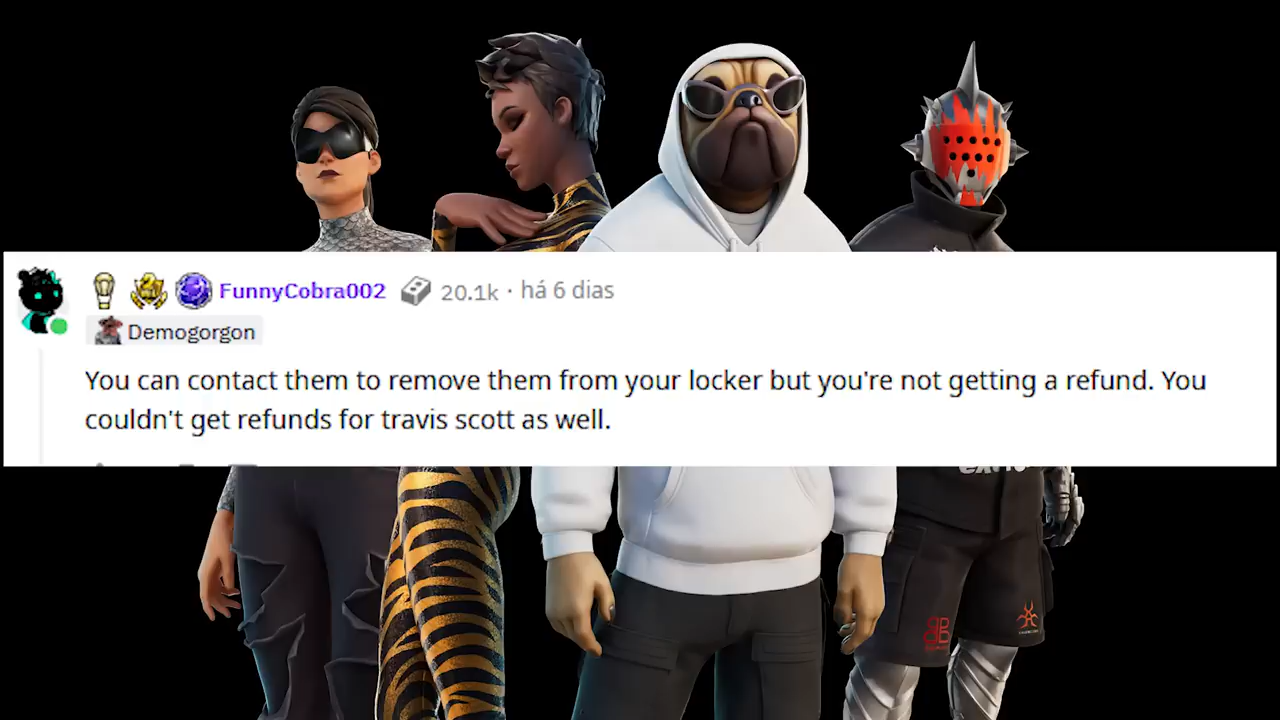 FunnyCobra002 20.1k · há 6 dias
Demogorgon
You can contact them to remove them from your locker but you're not getting a refund. You
couldn't get refunds for travis scott as well.